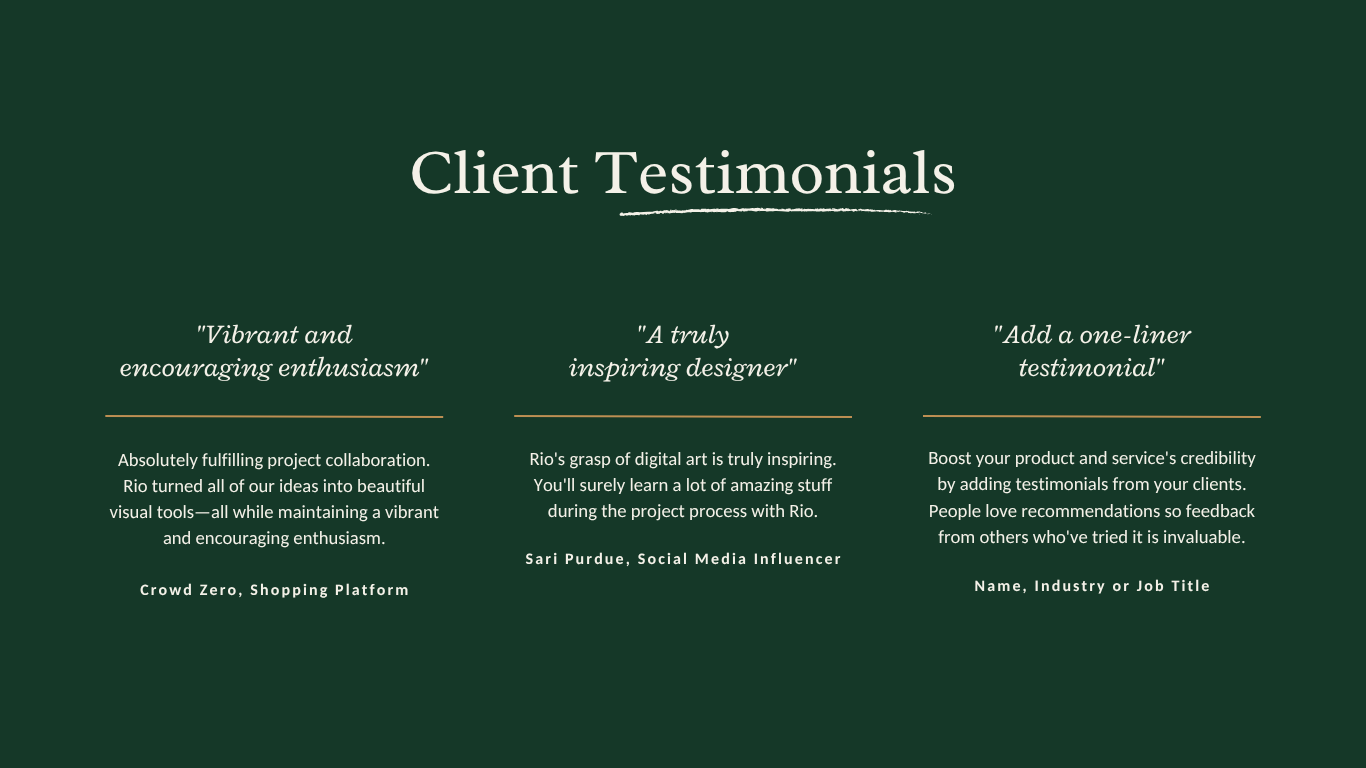 Client Testimonials
"Vibrant and
encouraging enthusiasm"
Absolutely fulfilling project collaboration.
Rio turned all of our ideas into beautiful
visual tools—all while maintaining a vibrant
and encouraging enthusiasm.
Crowd Zero, Shopping Platform
"A truly
inspiring designer"
Rio's grasp of digital art is truly inspiring.
You'll surely learn a lot of amazing stuff
during the project process with Rio.
Sari Purdue, Social Media Influencer
"Add a one-liner
testimonial"
Boost your product and service's credibility
by adding testimonials from your clients.
People love recommendations so feedback
from others who've tried it is invaluable.
Name, Industry or Job Title